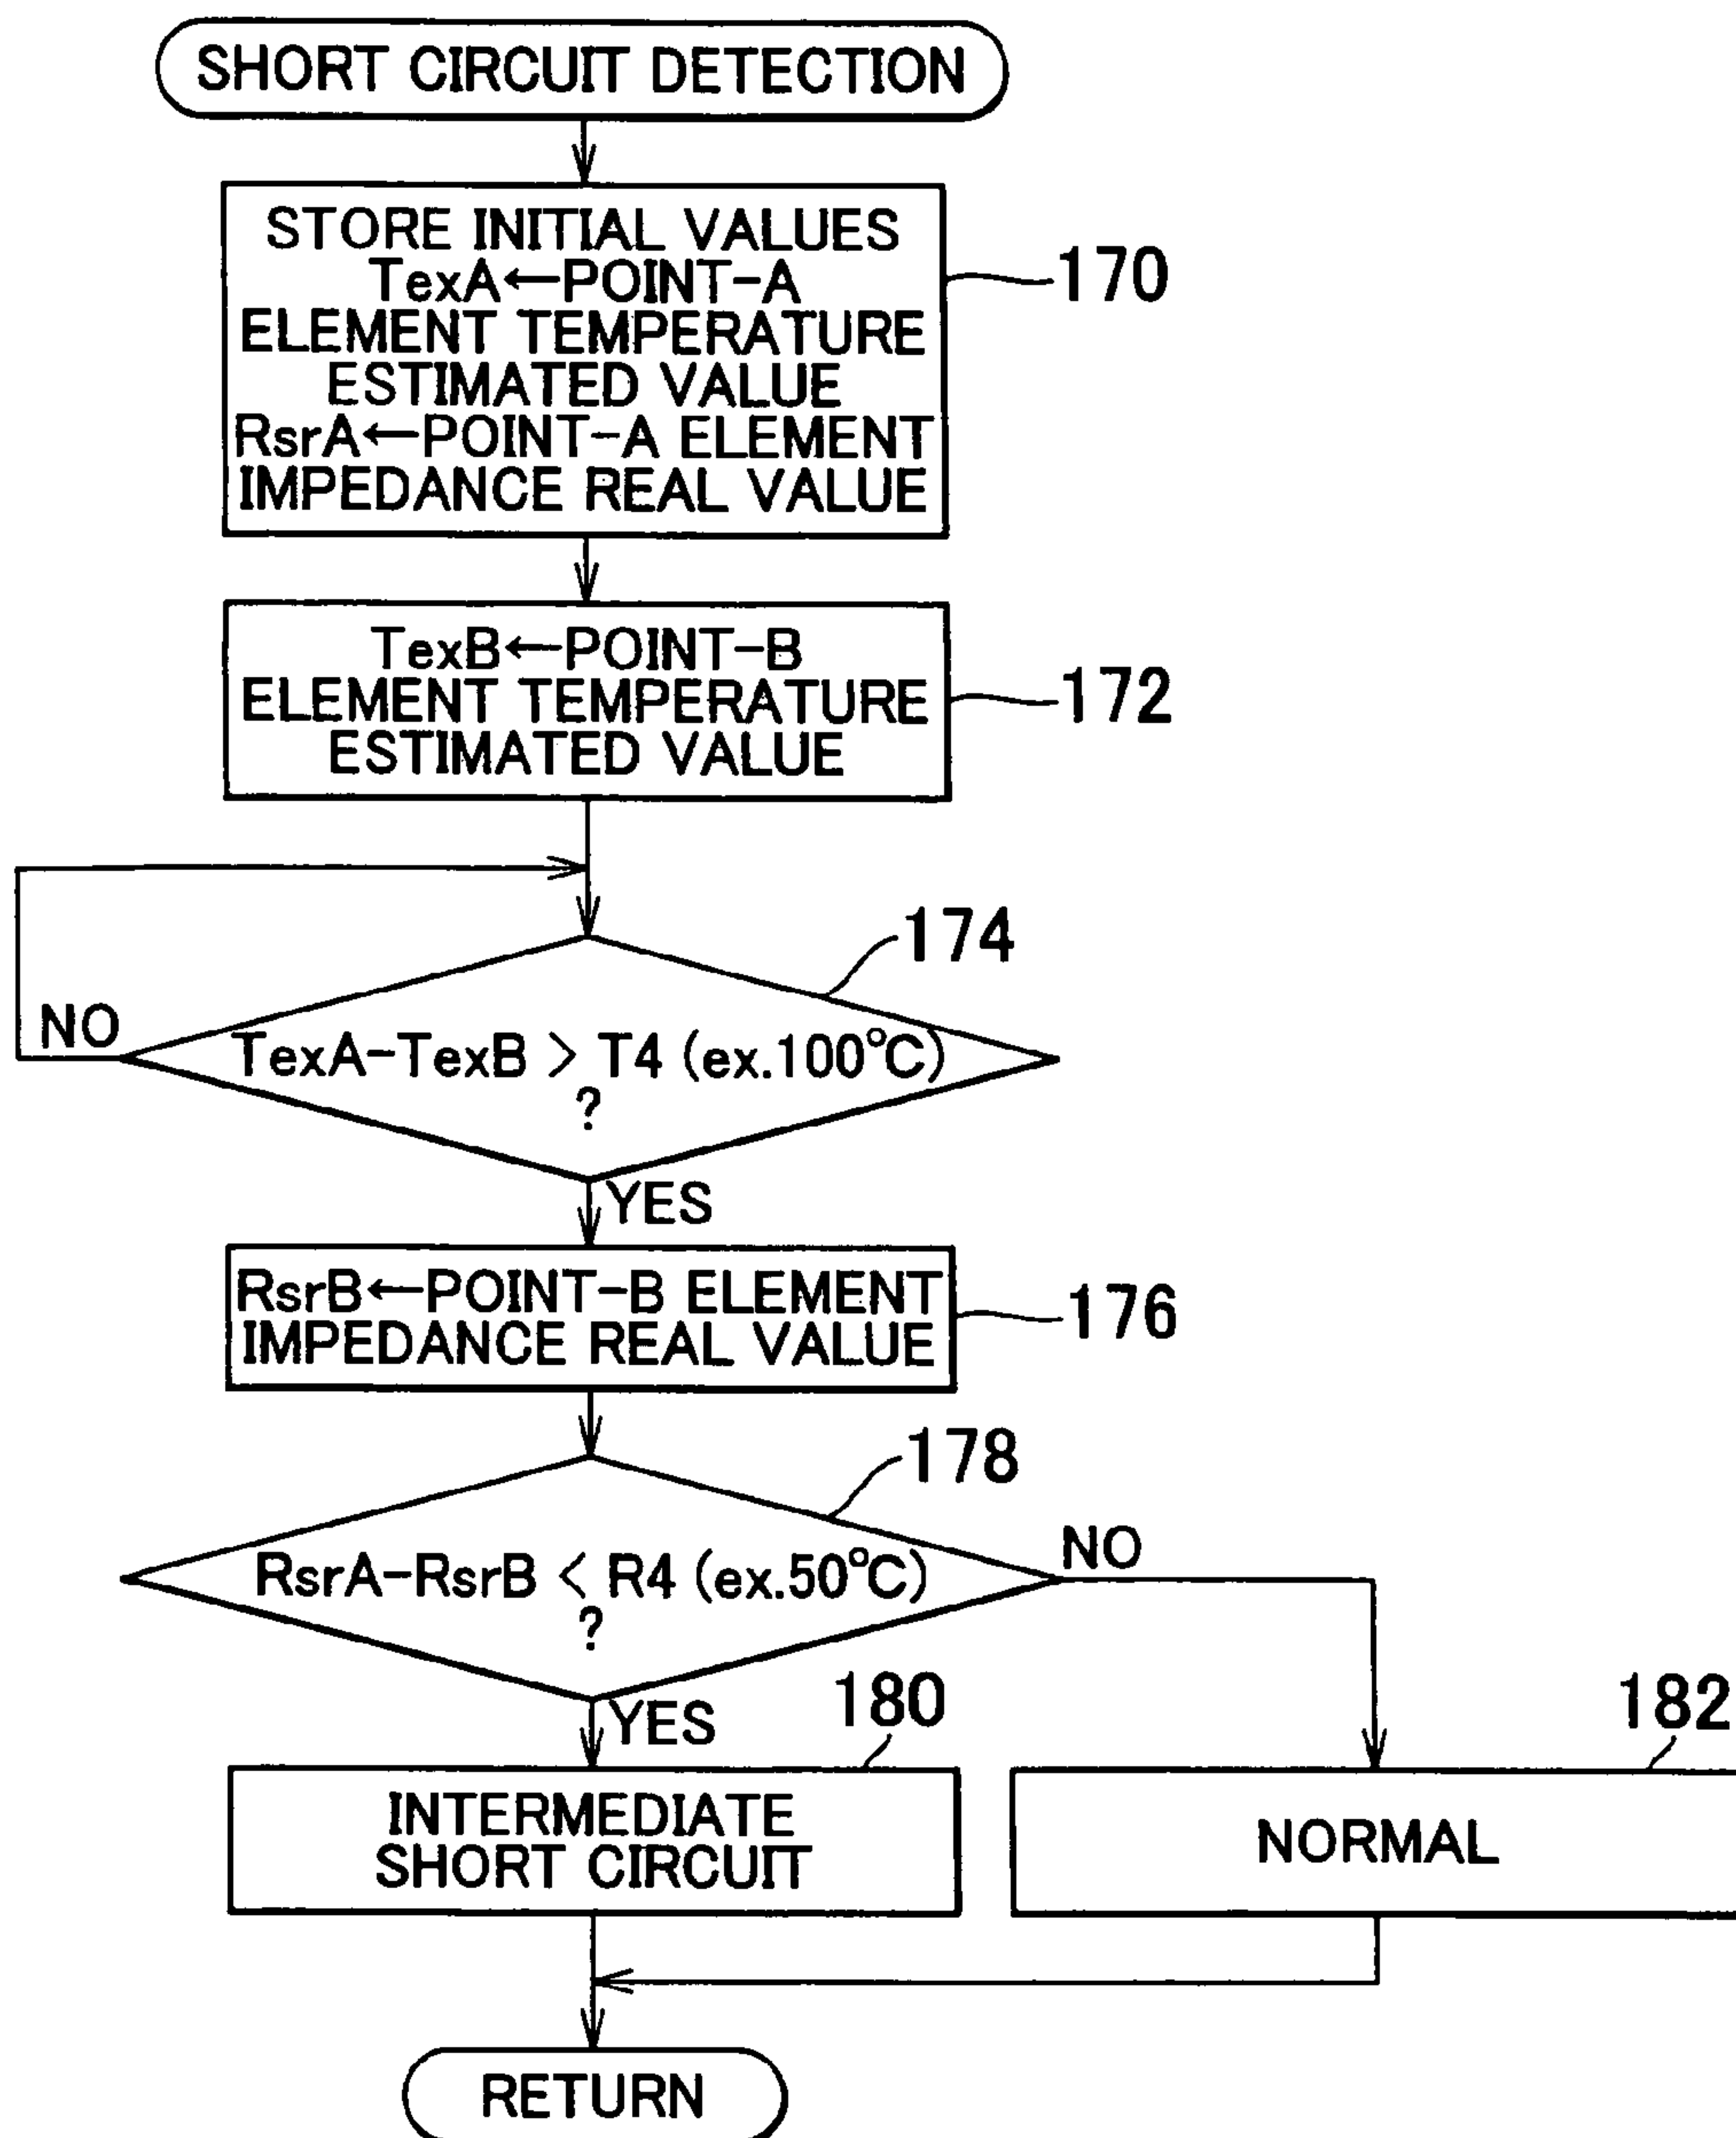 SHORT CIRCUIT DETECTION
STORE INITIAL VALUES
TexA←POINT-A
ELEMENT TEMPERATURE
ESTIMATED VALUE
RsrA←POINT-A ELEMENT
IMPEDANCE REAL VALUE
170
TexB←POINT-B
ELEMENT TEMPERATURE
ESTIMATED VALUE
172
174
NO
TexA-TexB > T4 (ex.100°C)
?
YES
RsrB←POINT-B ELEMENT
IMPEDANCE REAL VALUE
176
178
NO
RsrA-RsrB < R4 (ex.50°C)
?
YES
180
182
INTERMEDIATE
SHORT CIRCUIT
NORMAL
RETURN